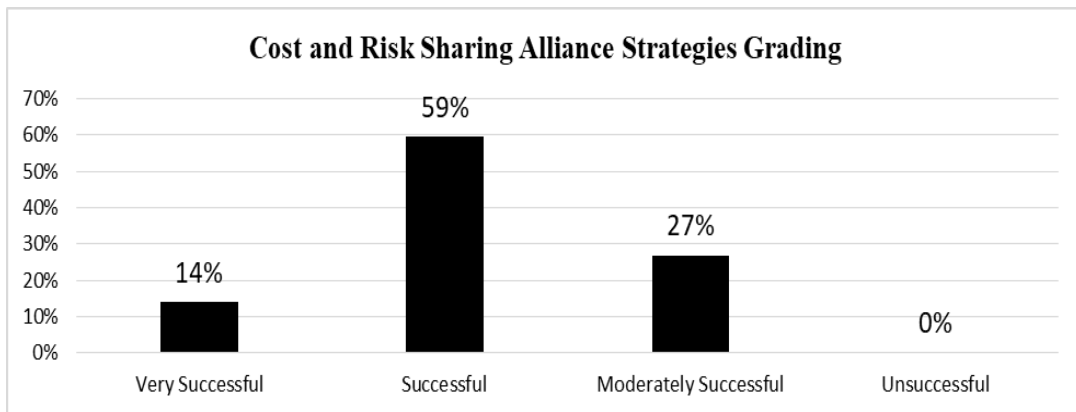 Cost and Risk Sharing Alliance Strategies Grading
70%
60%
50%
40%
30%
20%
10%
0%
14%
59%
27%
0%
Very Successful
Successful
Moderately Successful
Unsuccessful